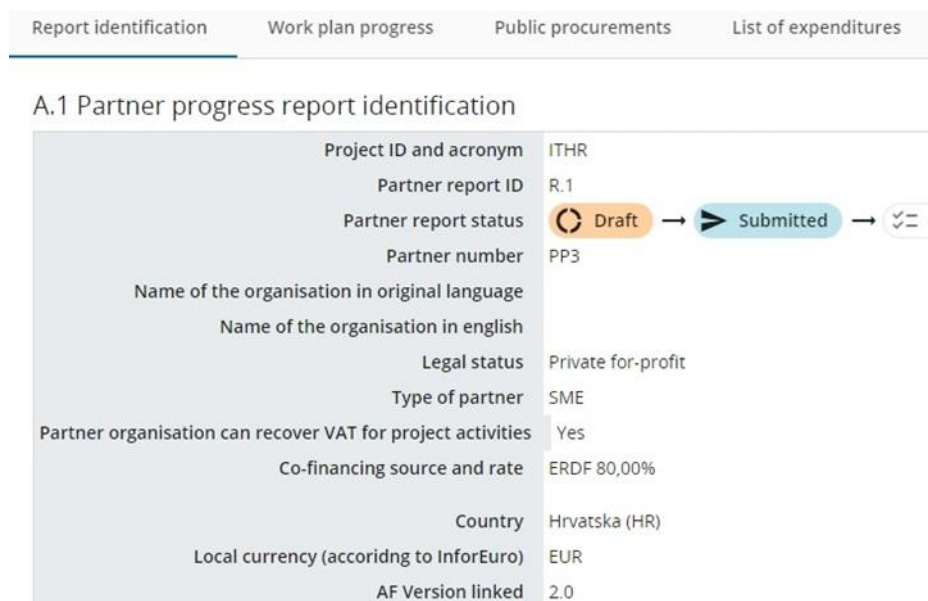 Report identification Work plan progress Public procurements List of expenditures
A.1 Partner progress report identification
Project ID and acronym ITHR
Partner report ID R.1
Partner report status Draft → Submitted →
Partner number PP3
Name of the organisation in original language
Name of the organisation in english
Legal status Private for-profit
Type of partner SME
Partner organisation can recover VAT for project activities Yes
Co-financing source and rate ERDF 80,00%
Country Hrvatska (HR)
Local currency (accoridng to InforEuro) EUR
AF Version linked 2.0